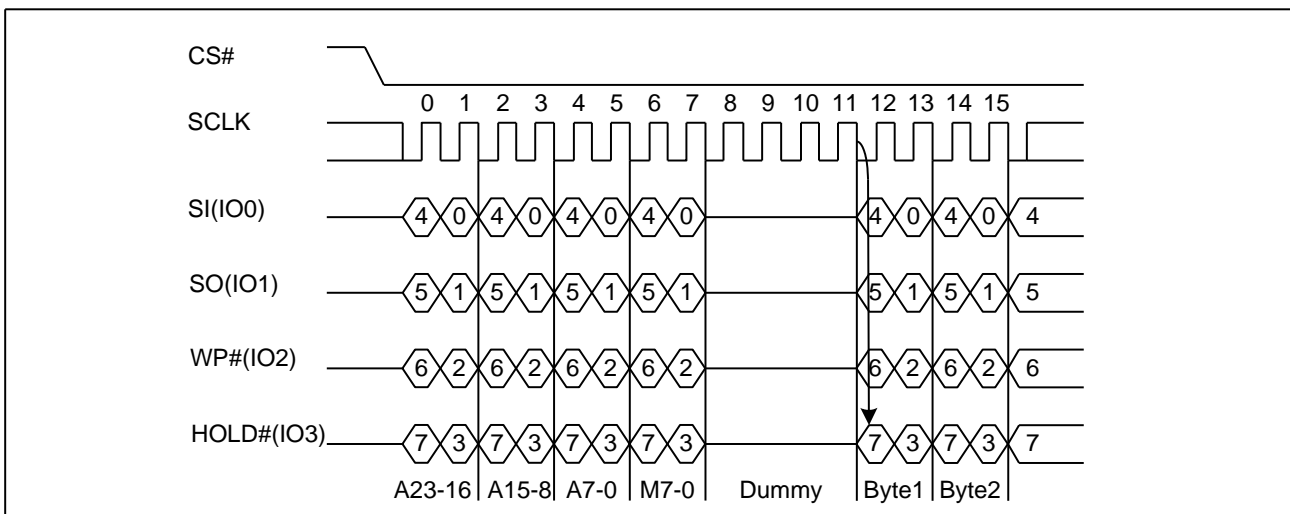 CS#
0 1 2 3 4 5 6 7 8 9 10 11 12 13 14 15
SCLK
SI(IO0) 4 0 4 0 4 0 4 0 4 0 4 0 4
SO(IO1) 5 1 5 1 5 1 5 1 5 1 5 1 5
WP#(IO2) 6 2 6 2 6 2 6 2 6 2 6 2 6
HOLD#(IO3) 7 3 7 3 7 3 7 3 7 3 7 3 7
A23-16 A15-8 A7-0 M7-0 Dummy Byte1 Byte2